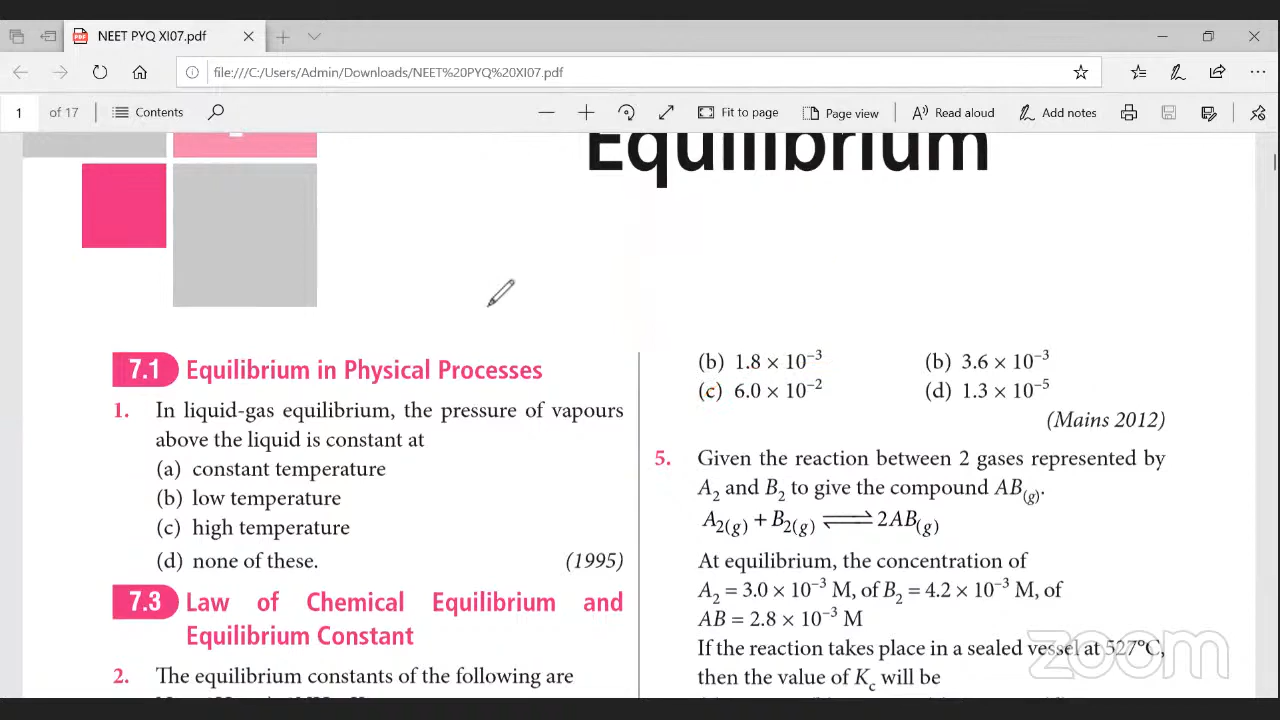 NEET PYQ XI07.pdf
file:///C:/Users/Admin/Downloads/NEET%20PYQ%20XI07.pdf
1 of 17 Contents Fit to page Page view Read aloud Add notes
Equilibrium
7.1 Equilibrium in Physical Processes
1. In liquid-gas equilibrium, the pressure of vapours
above the liquid is constant at
(a) constant temperature
(b) low temperature
(c) high temperature
(d) none of these. (1995)
7.3 Law of Chemical Equilibrium and
Equilibrium Constant
2. The equilibrium constants of the following are
(b) 1.8 × 10⁻³ (b) 3.6 × 10⁻³
(c) 6.0 × 10⁻² (d) 1.3 × 10⁻⁵
(Mains 2012)
5. Given the reaction between 2 gases represented by
A₂ and B₂ to give the compound AB(g).
A₂(g) + B₂(g) ⇌ 2AB(g)
At equilibrium, the concentration of
A₂ = 3.0 × 10⁻³ M, of B₂ = 4.2 × 10⁻³ M, of
AB = 2.8 × 10⁻³ M
If the reaction takes place in a sealed vessel at 527°C,
then the value of Kc will be
zoom